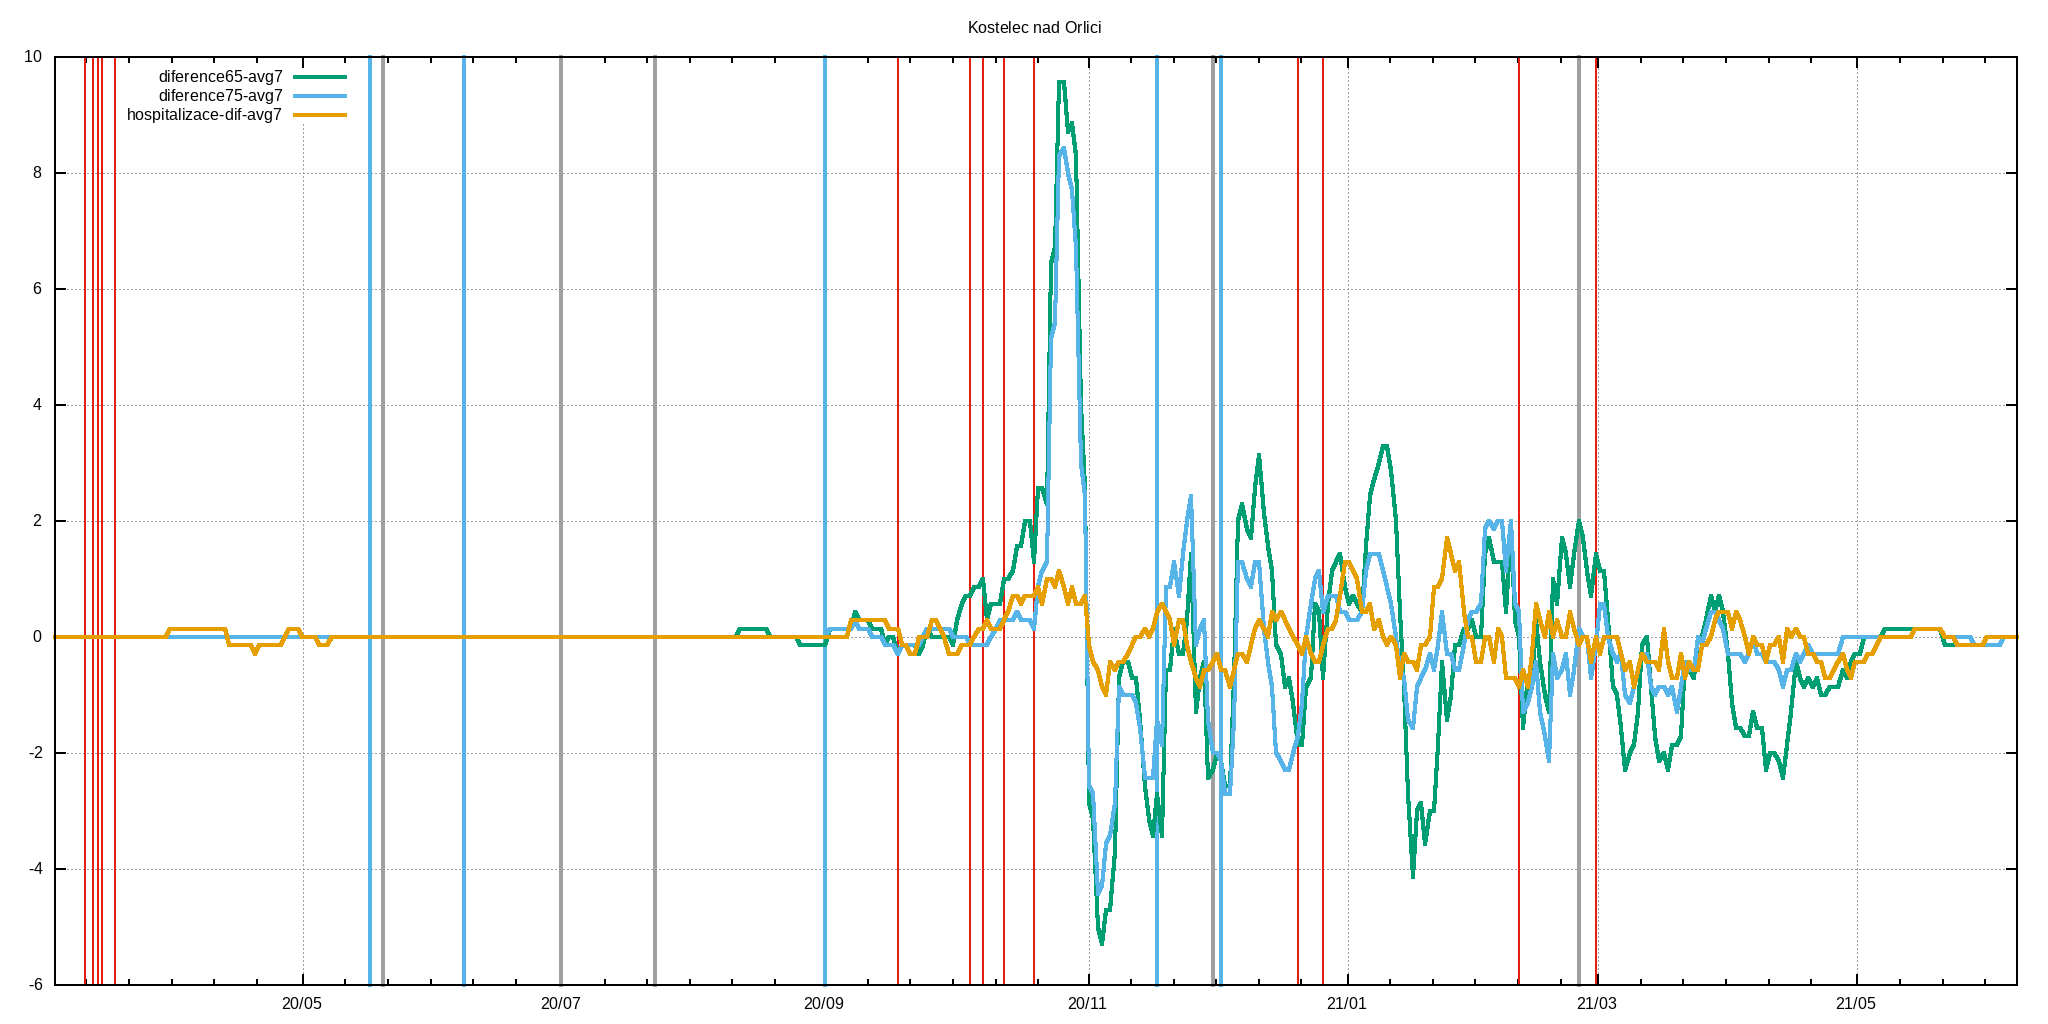 Kostelec nad Orlici
diference65-avg7
diference75-avg7
hospitalizace-dif-avg7
10
8
6
4
2
0
-2
-4
-6
20/05 20/07 20/09 20/11 21/01 21/03 21/05